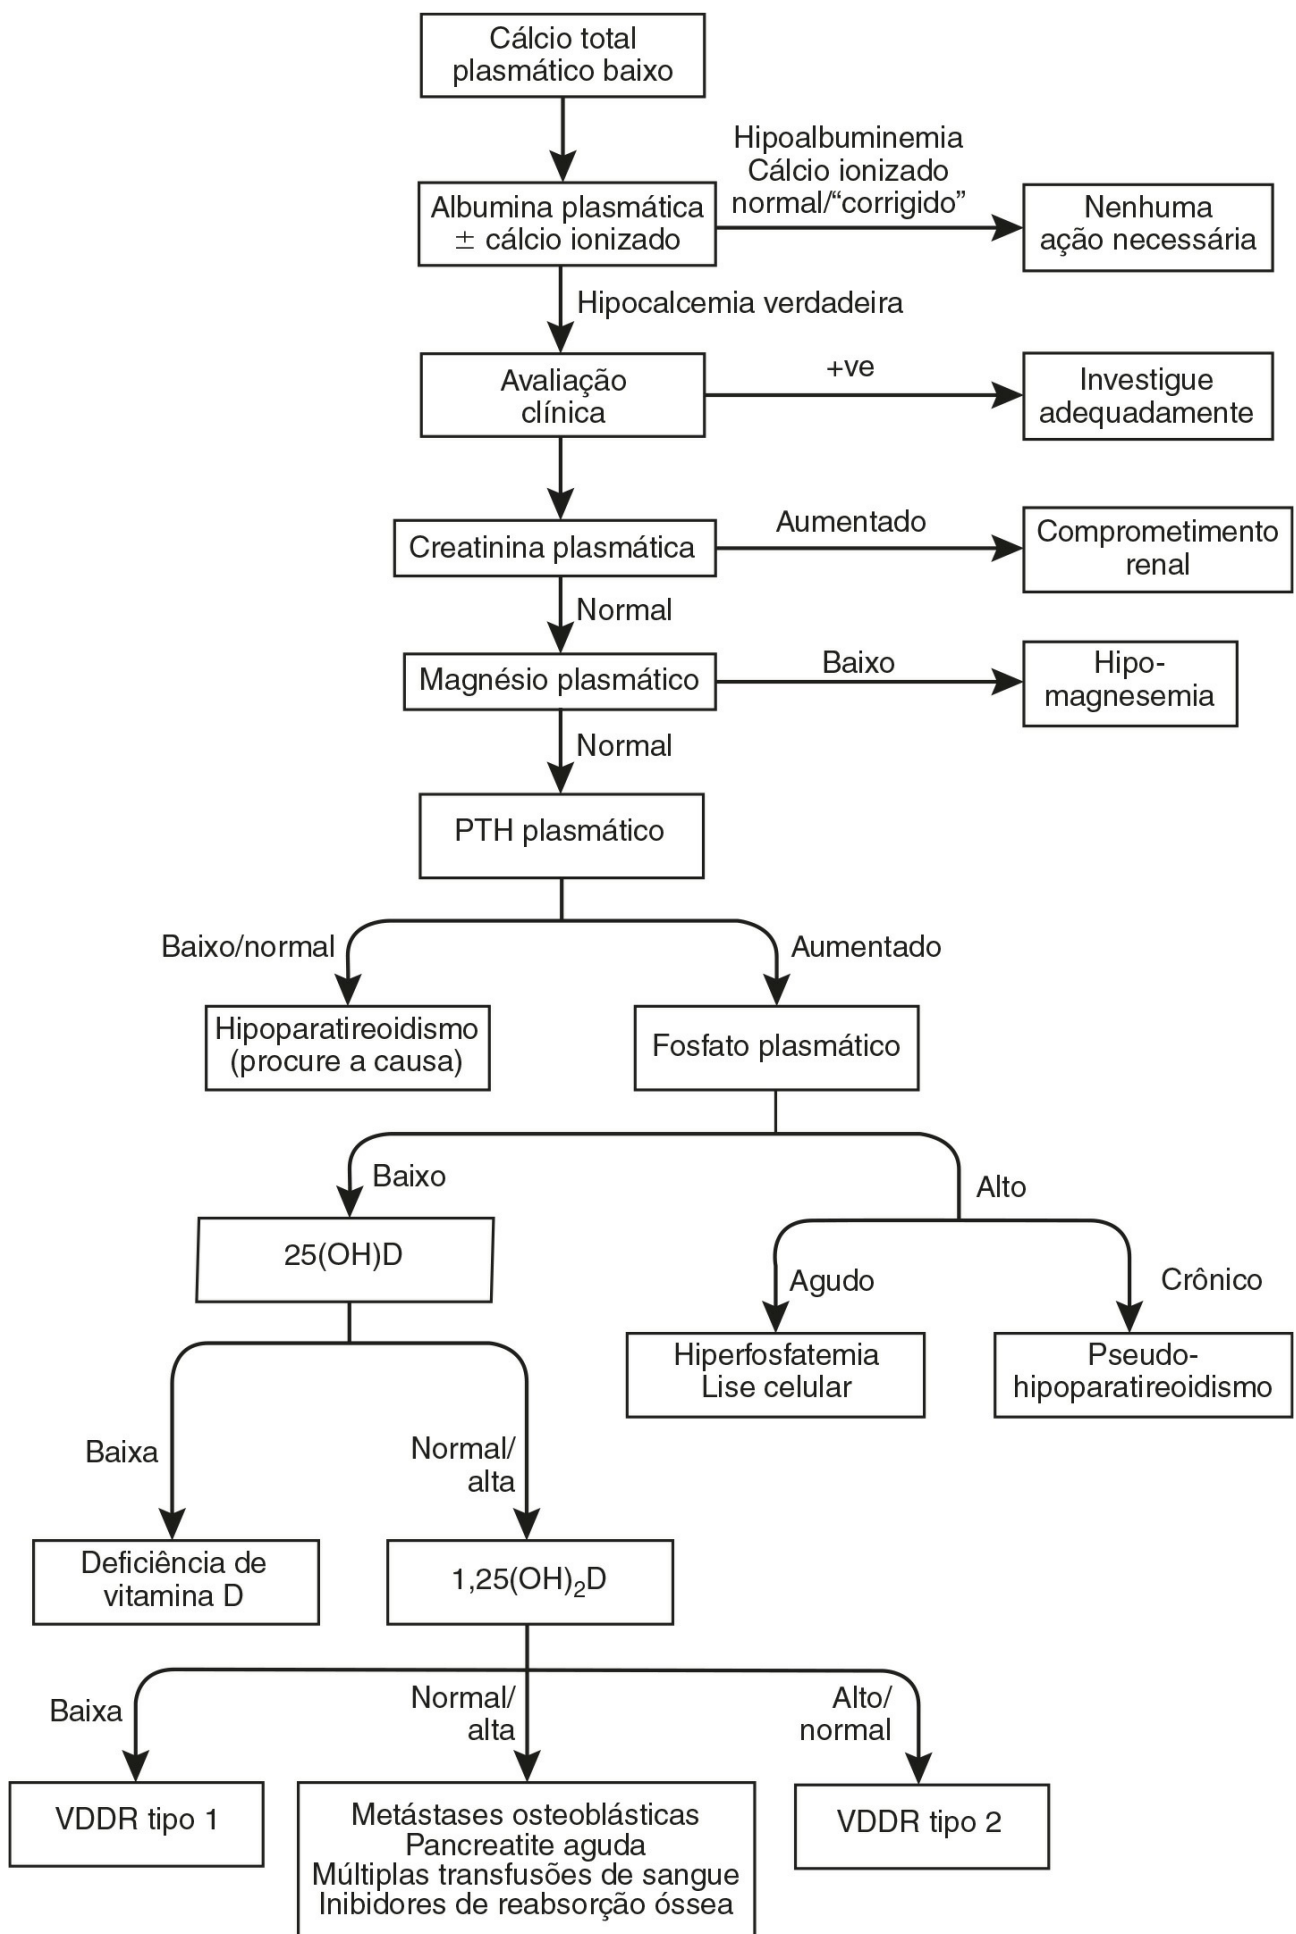 Cálcio total
plasmático baixo
Hipoalbuminemia
Cálcio ionizado
normal/“corrigido”
Albumina plasmática
± cálcio ionizado
Nenhuma
ação necessária
Hipocalcemia verdadeira
Avaliação
clínica
+ve
Investigue
adequadamente
Creatinina plasmática
Aumentado
Comprometimento
renal
Normal
Magnésio plasmático
Baixo
Hipo-
magnesemia
Normal
PTH plasmático
Baixo/normal
Aumentado
Hipoparatireoidismo
(procure a causa)
Fosfato plasmático
Baixo
Alto
25(OH)D
Agudo
Crônico
Hiperfosfatemia
Lise celular
Pseudo-
hipoparatireoidismo
Baixa
Normal/
alta
Deficiência de
vitamina D
1,25(OH)₂D
Baixa
Normal/
alta
Alto/
normal
VDDR tipo 1
Metástases osteoblásticas
Pancreatite aguda
Múltiplas transfusões de sangue
Inibidores de reabsorção óssea
VDDR tipo 2